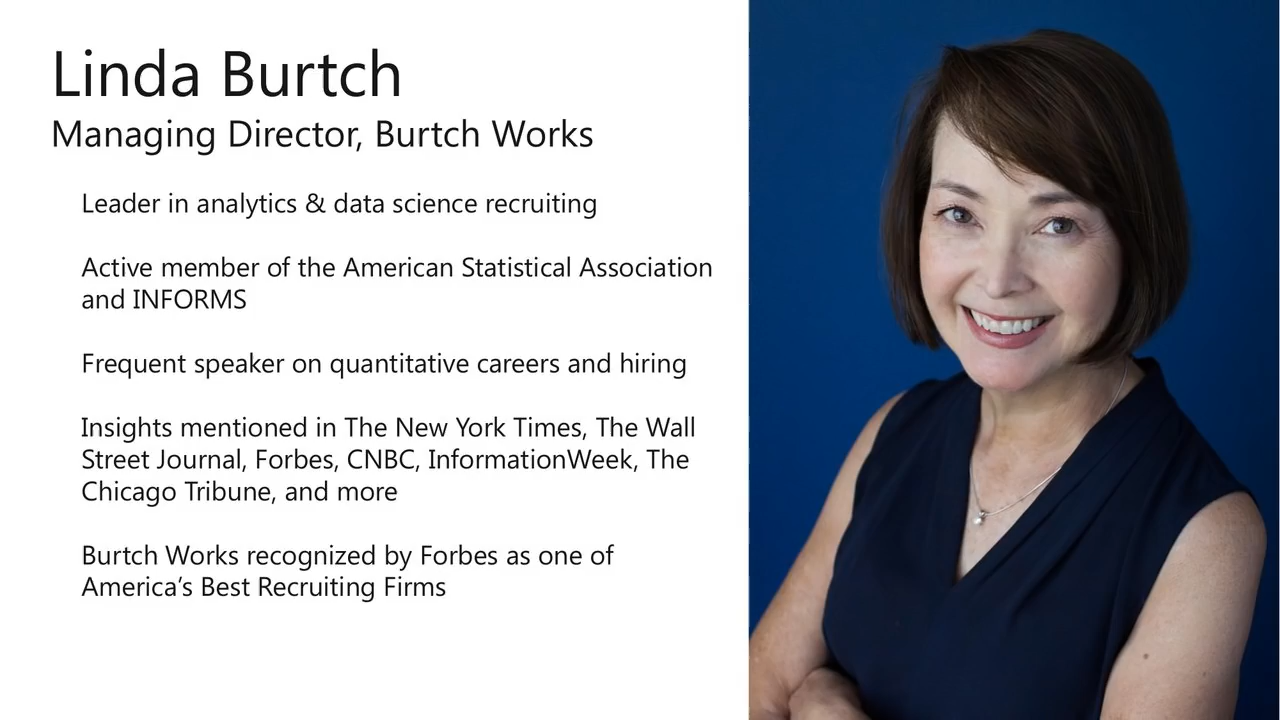 Linda Burtch
Managing Director, Burtch Works
Leader in analytics & data science recruiting
Active member of the American Statistical Association
and INFORMS
Frequent speaker on quantitative careers and hiring
Insights mentioned in The New York Times, The Wall
Street Journal, Forbes, CNBC, InformationWeek, The
Chicago Tribune, and more
Burtch Works recognized by Forbes as one of
America’s Best Recruiting Firms